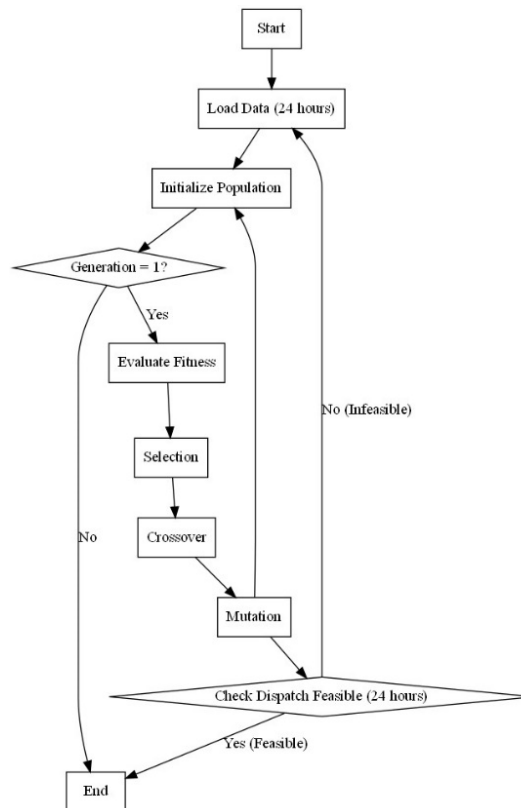 Start
Load Data (24 hours)
Initialize Population
Generation = 1?
Yes
Evaluate Fitness
No (Infeasible)
Selection
No
Crossover
Mutation
Check Dispatch Feasible (24 hours)
Yes (Feasible)
End